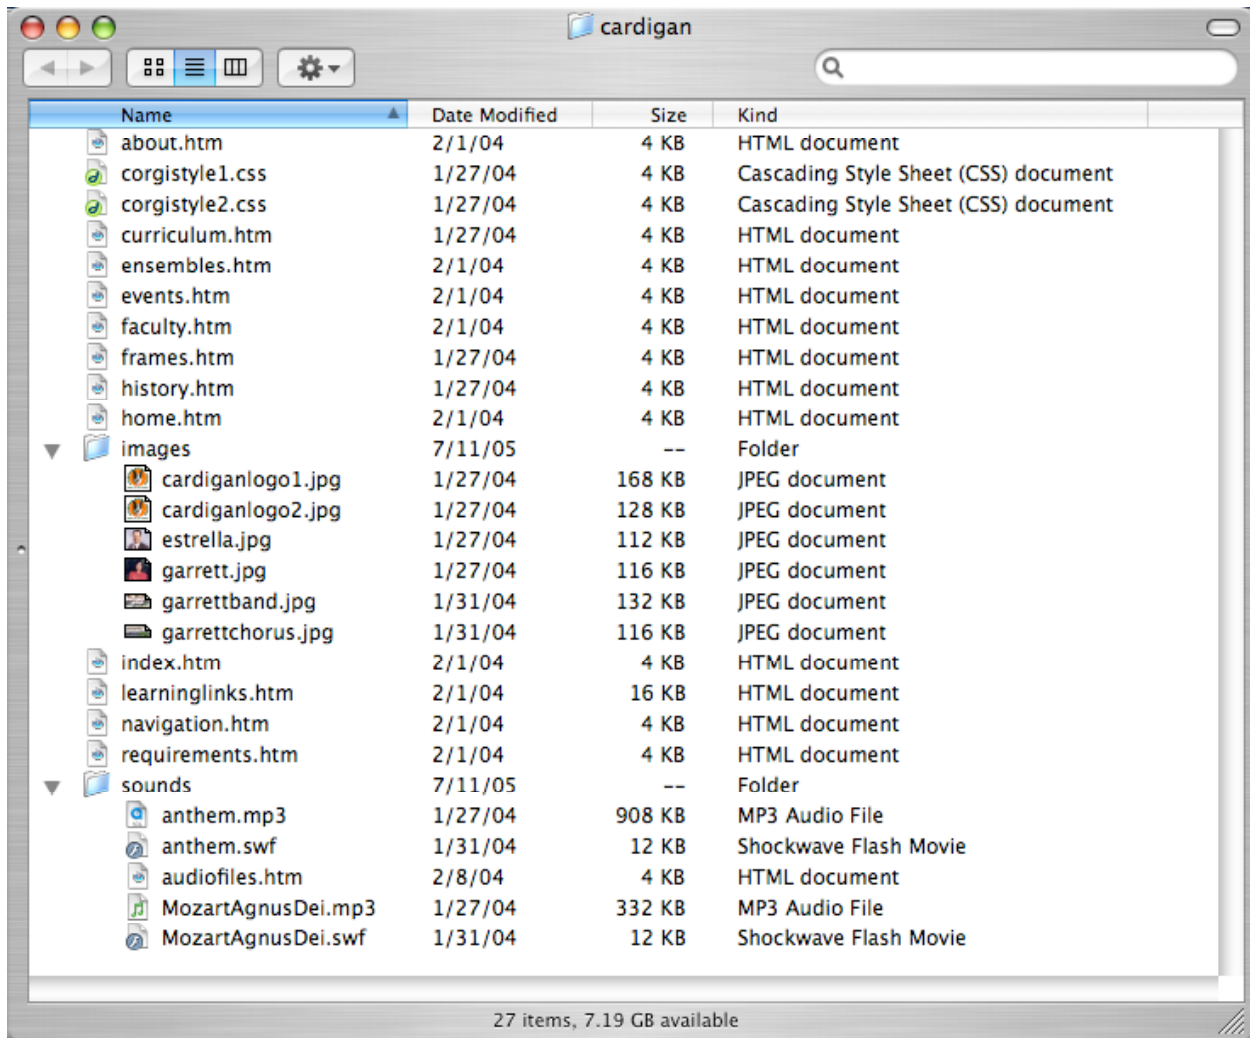 cardigan
Name Date Modified Size Kind
about.htm 2/1/04 4 KB HTML document
corgistyle1.css 1/27/04 4 KB Cascading Style Sheet (CSS) document
corgistyle2.css 1/27/04 4 KB Cascading Style Sheet (CSS) document
curriculum.htm 1/27/04 4 KB HTML document
ensembles.htm 2/1/04 4 KB HTML document
events.htm 2/1/04 4 KB HTML document
faculty.htm 2/1/04 4 KB HTML document
frames.htm 1/27/04 4 KB HTML document
history.htm 1/27/04 4 KB HTML document
home.htm 2/1/04 4 KB HTML document
images 7/11/05 -- Folder
cardiganlogo1.jpg 1/27/04 168 KB JPEG document
cardiganlogo2.jpg 1/27/04 128 KB JPEG document
estrella.jpg 1/27/04 112 KB JPEG document
garrett.jpg 1/27/04 116 KB JPEG document
garrettband.jpg 1/31/04 132 KB JPEG document
garrettchorus.jpg 1/31/04 116 KB JPEG document
index.htm 2/1/04 4 KB HTML document
learninglinks.htm 2/1/04 16 KB HTML document
navigation.htm 2/1/04 4 KB HTML document
requirements.htm 2/1/04 4 KB HTML document
sounds 7/11/05 -- Folder
anthem.mp3 1/27/04 908 KB MP3 Audio File
anthem.swf 1/31/04 12 KB Shockwave Flash Movie
audiofiles.htm 2/8/04 4 KB HTML document
MozartAgnusDei.mp3 1/27/04 332 KB MP3 Audio File
MozartAgnusDei.swf 1/31/04 12 KB Shockwave Flash Movie
27 items, 7.19 GB available